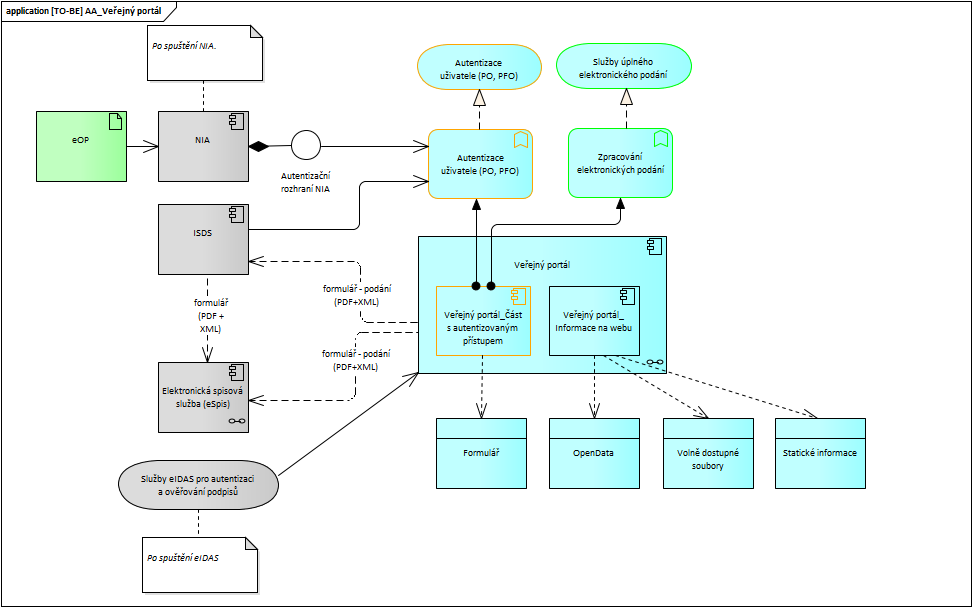 application [TO-BE] AA_Veřejný portál
Po spuštění NIA.
Autentizace
uživatele (PO, PFO)
Služby úplného
elektronického podání
eOP
NIA
Autentizační
rozhraní NIA
Autentizace
uživatele (PO, PFO)
Zpracování
elektronických podání
ISDS
Veřejný portál
formulář - podání
(PDF+XML)
formulář
(PDF +
XML)
Veřejný portál_Část
s autentizovaným
přístupem
Veřejný portál_
Informace na webu
formulář - podání
(PDF+XML)
Elektronická spisová
služba (eSpis)
Formulář
OpenData
Volně dostupné
soubory
Statické informace
Služby eIDAS pro autentizaci
a ověřování podpisů
Po spuštění eIDAS